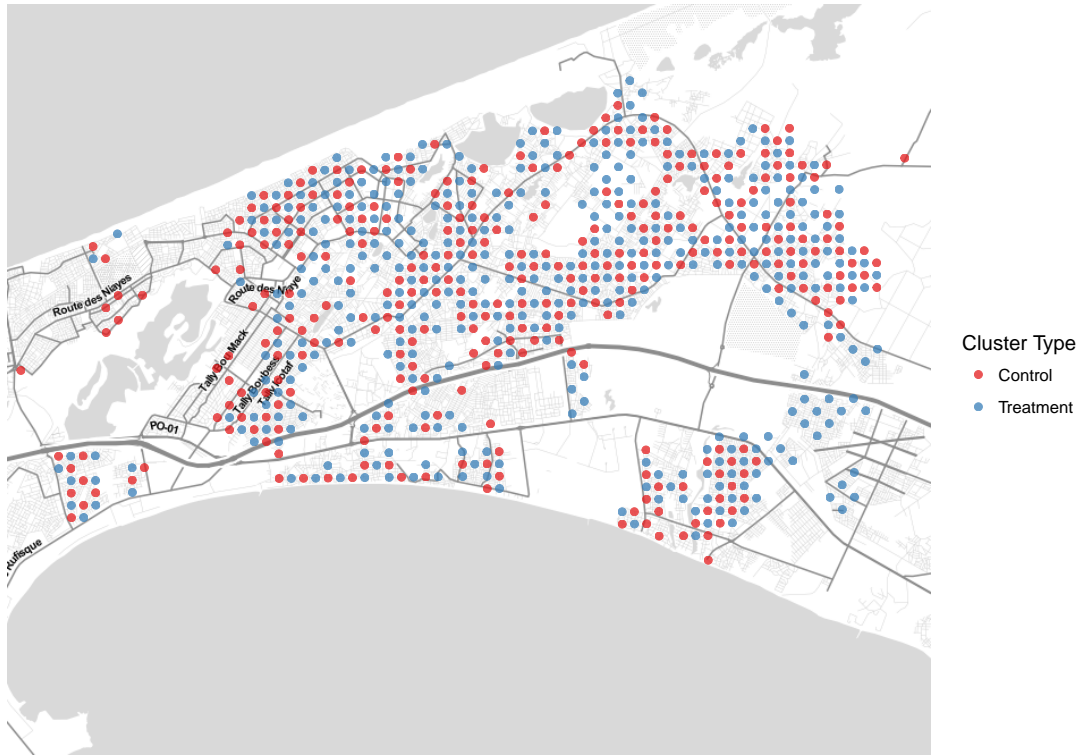 Route des Niayes
Route des Niaye
Tally Bou Mack
Tally Boubess
Tally Icotaf
PO-01
Rufisque
Cluster Type
Control
Treatment